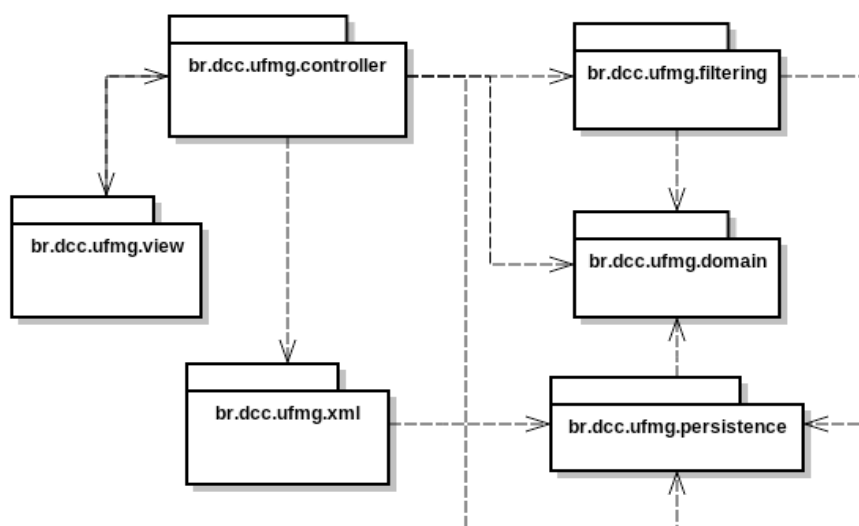 br.dcc.ufmg.controller
br.dcc.ufmg.filtering
br.dcc.ufmg.view
br.dcc.ufmg.domain
br.dcc.ufmg.xml
br.dcc.ufmg.persistence